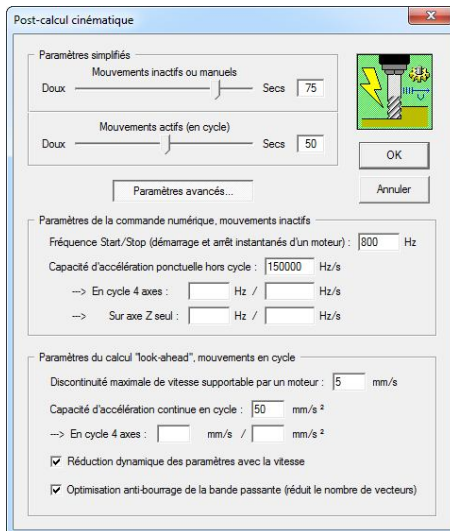 Post-calcul cinématique
Paramètres simplifiés
Mouvements inactifs ou manuels
Doux Secs 75
Mouvements actifs (en cycle)
Doux Secs 50
OK
Annuler
Paramètres avancés...
Paramètres de la commande numérique, mouvements inactifs
Fréquence Start/Stop (démarrage et arrêt instantanés d'un moteur) : 800 Hz
Capacité d'accélération ponctuelle hors cycle : 150000 Hz/s
---> En cycle 4 axes : Hz / Hz/s
---> Sur axe Z seul : Hz / Hz/s
Paramètres du calcul "look-ahead", mouvements en cycle
Discontinuité maximale de vitesse supportable par un moteur : 5 mm/s
Capacité d'accélération continue en cycle : 50 mm/s ²
---> En cycle 4 axes : mm/s / mm/s ²
Réduction dynamique des paramètres avec la vitesse
Optimisation anti-bourrage de la bande passante (réduit le nombre de vecteurs)